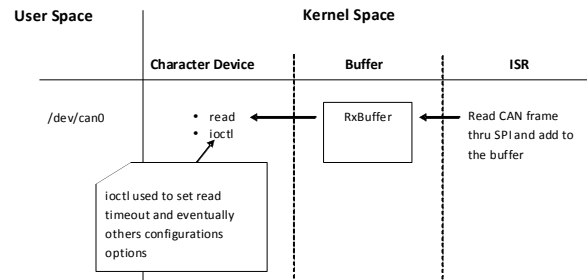 User Space
Kernel Space
Character Device
Buffer
ISR
/dev/can0
• read
• ioctl
RxBuffer
Read CAN frame
thru SPI and add to
the buffer
ioctl used to set read
timeout and eventually
others configurations
options